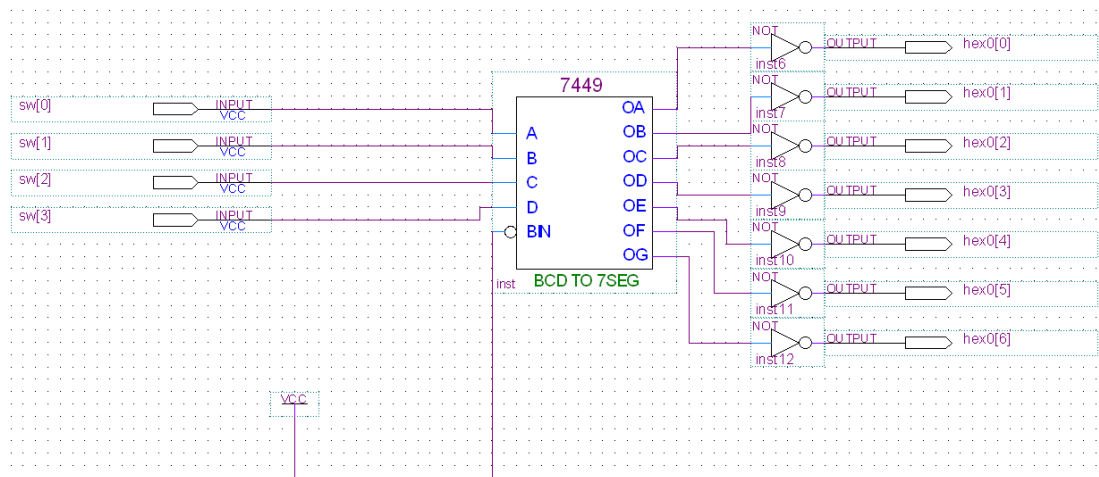 NOT
OUTPUT
hex0[0]
inst6
7449
NOT
OUTPUT
hex0[1]
inst7
sw[0]
INPUT
VCC
OA
sw[1]
INPUT
VCC
A
OB
NOT
OUTPUT
hex0[2]
inst8
B
OC
sw[2]
INPUT
VCC
C
OD
NOT
OUTPUT
hex0[3]
inst9
sw[3]
INPUT
VCC
D
OE
BIN
OF
NOT
OUTPUT
hex0[4]
inst10
OG
inst
BCD TO 7SEG
NOT
OUTPUT
hex0[5]
inst11
NOT
OUTPUT
hex0[6]
inst12
VCC